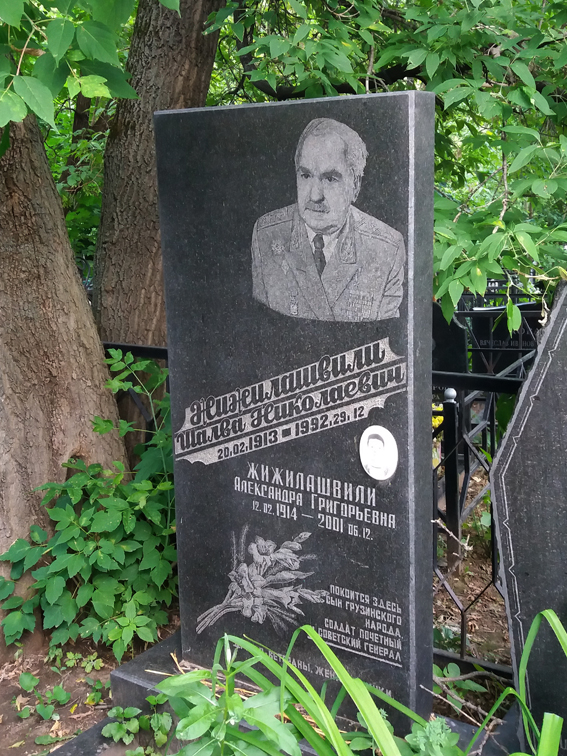 Жижилашвили
Шалва Николаевич
20.02.1913 — 1992.29.12
ЖИЖИЛАШВИЛИ
АЛЕКСАНДРА ГРИГОРЬЕВНА
12.02.1914 — 2001 06.12.
ПОКОИТСЯ ЗДЕСЬ
СЫН ГРУЗИНСКОГО
НАРОДА,
СОЛДАТ ПОЧЕТНЫЙ
СОВЕТСКИЙ ГЕНЕРАЛ